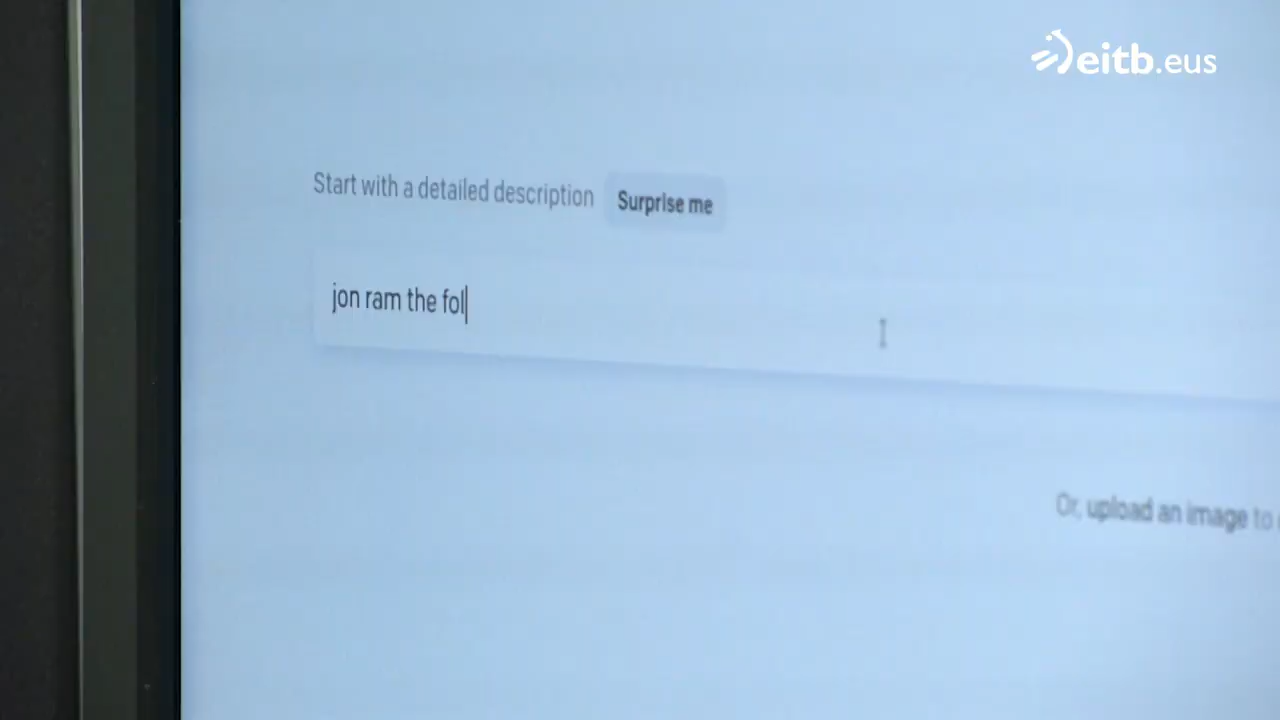 eitb.eus
Start with a detailed description
Surprise me
jon ram the fol
Or, upload an image to